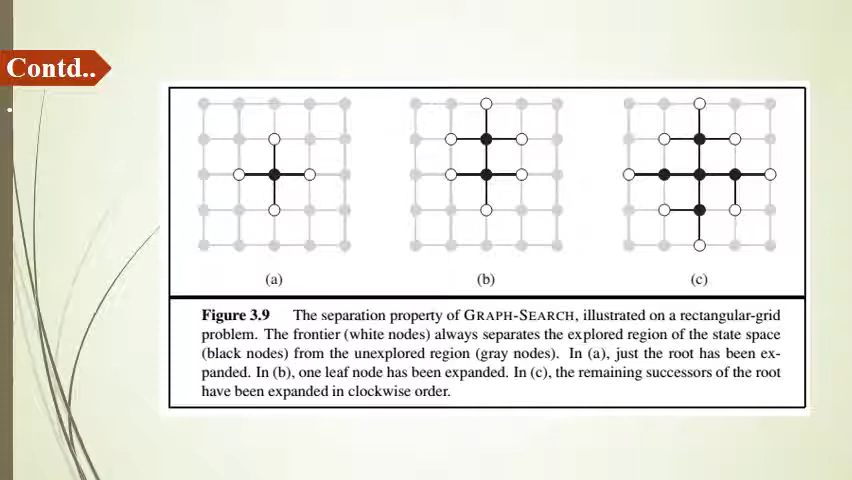 Contd..
.
(a) (b) (c)
Figure 3.9 The separation property of GRAPH-SEARCH, illustrated on a rectangular-grid
problem. The frontier (white nodes) always separates the explored region of the state space
(black nodes) from the unexplored region (gray nodes). In (a), just the root has been ex-
panded. In (b), one leaf node has been expanded. In (c), the remaining successors of the root
have been expanded in clockwise order.